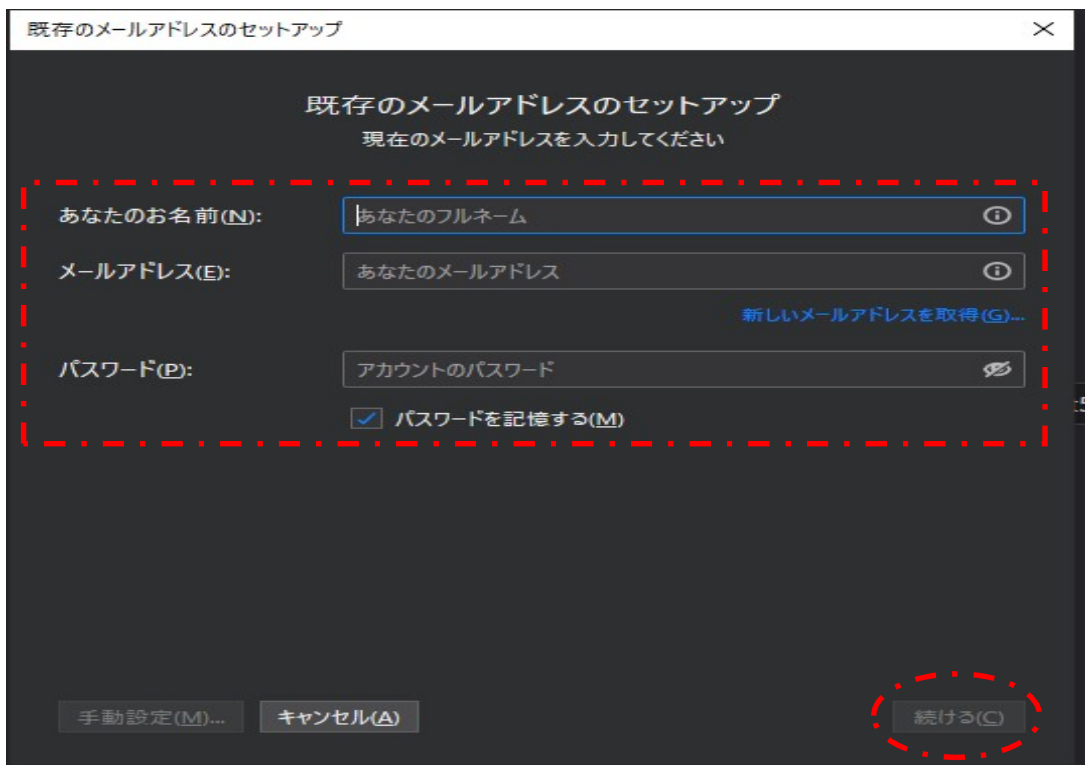 既存のメールアドレスのセットアップ
既存のメールアドレスのセットアップ
現在のメールアドレスを入力してください
あなたのお名前(N): あなたのフルネーム
メールアドレス(E): あなたのメールアドレス
新しいメールアドレスを取得(G)...
パスワード(P): アカウントのパスワード
パスワードを記憶する(M)
手動設定(M)... キャンセル(A) 続ける(C)